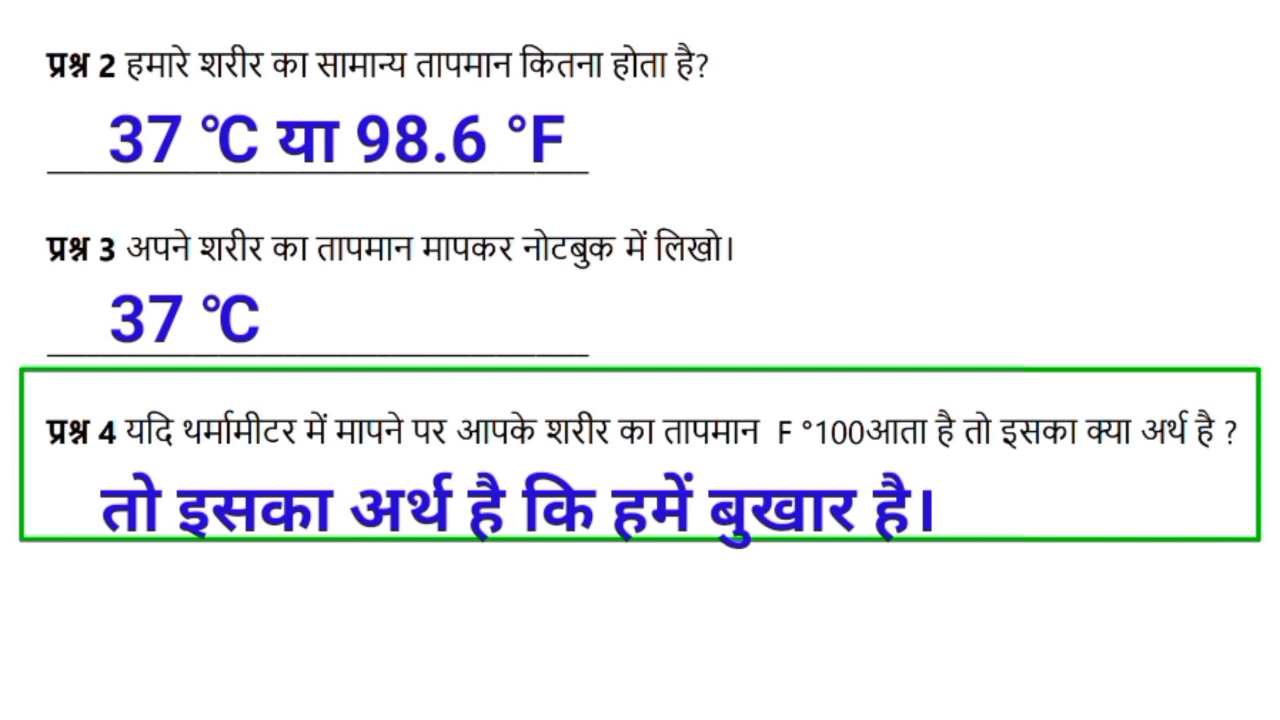 प्रश्न 2 हमारे शरीर का सामान्य तापमान कितना होता है?
37 °C या 98.6 °F
प्रश्न 3 अपने शरीर का तापमान मापकर नोटबुक में लिखो।
37 °C
प्रश्न 4 यदि थर्मामीटर में मापने पर आपके शरीर का तापमान F °100आता है तो इसका क्या अर्थ है ?
तो इसका अर्थ है कि हमें बुखार है।